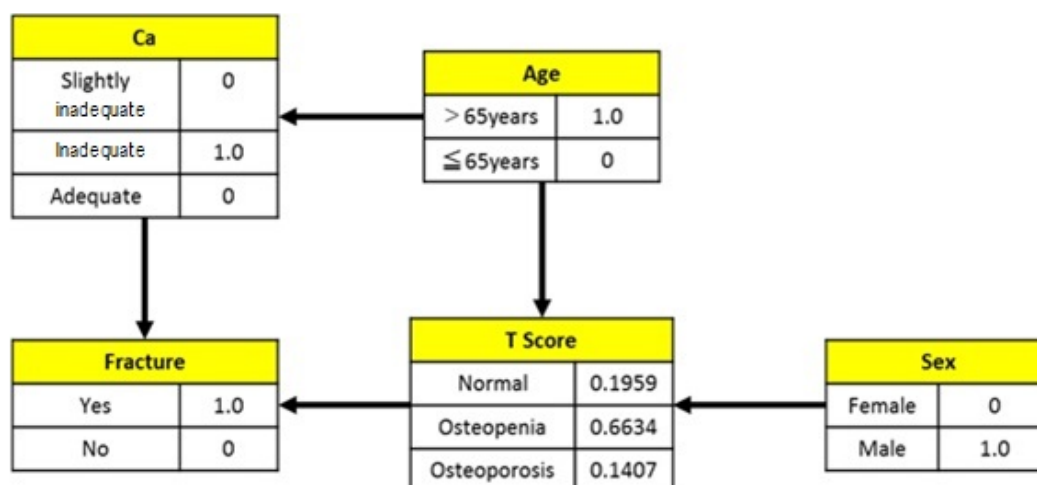 Ca
Slightly inadequate 0
Inadequate 1.0
Adequate 0
Age
＞65years 1.0
≦65years 0
Fracture
Yes 1.0
No 0
T Score
Normal 0.1959
Osteopenia 0.6634
Osteoporosis 0.1407
Sex
Female 0
Male 1.0